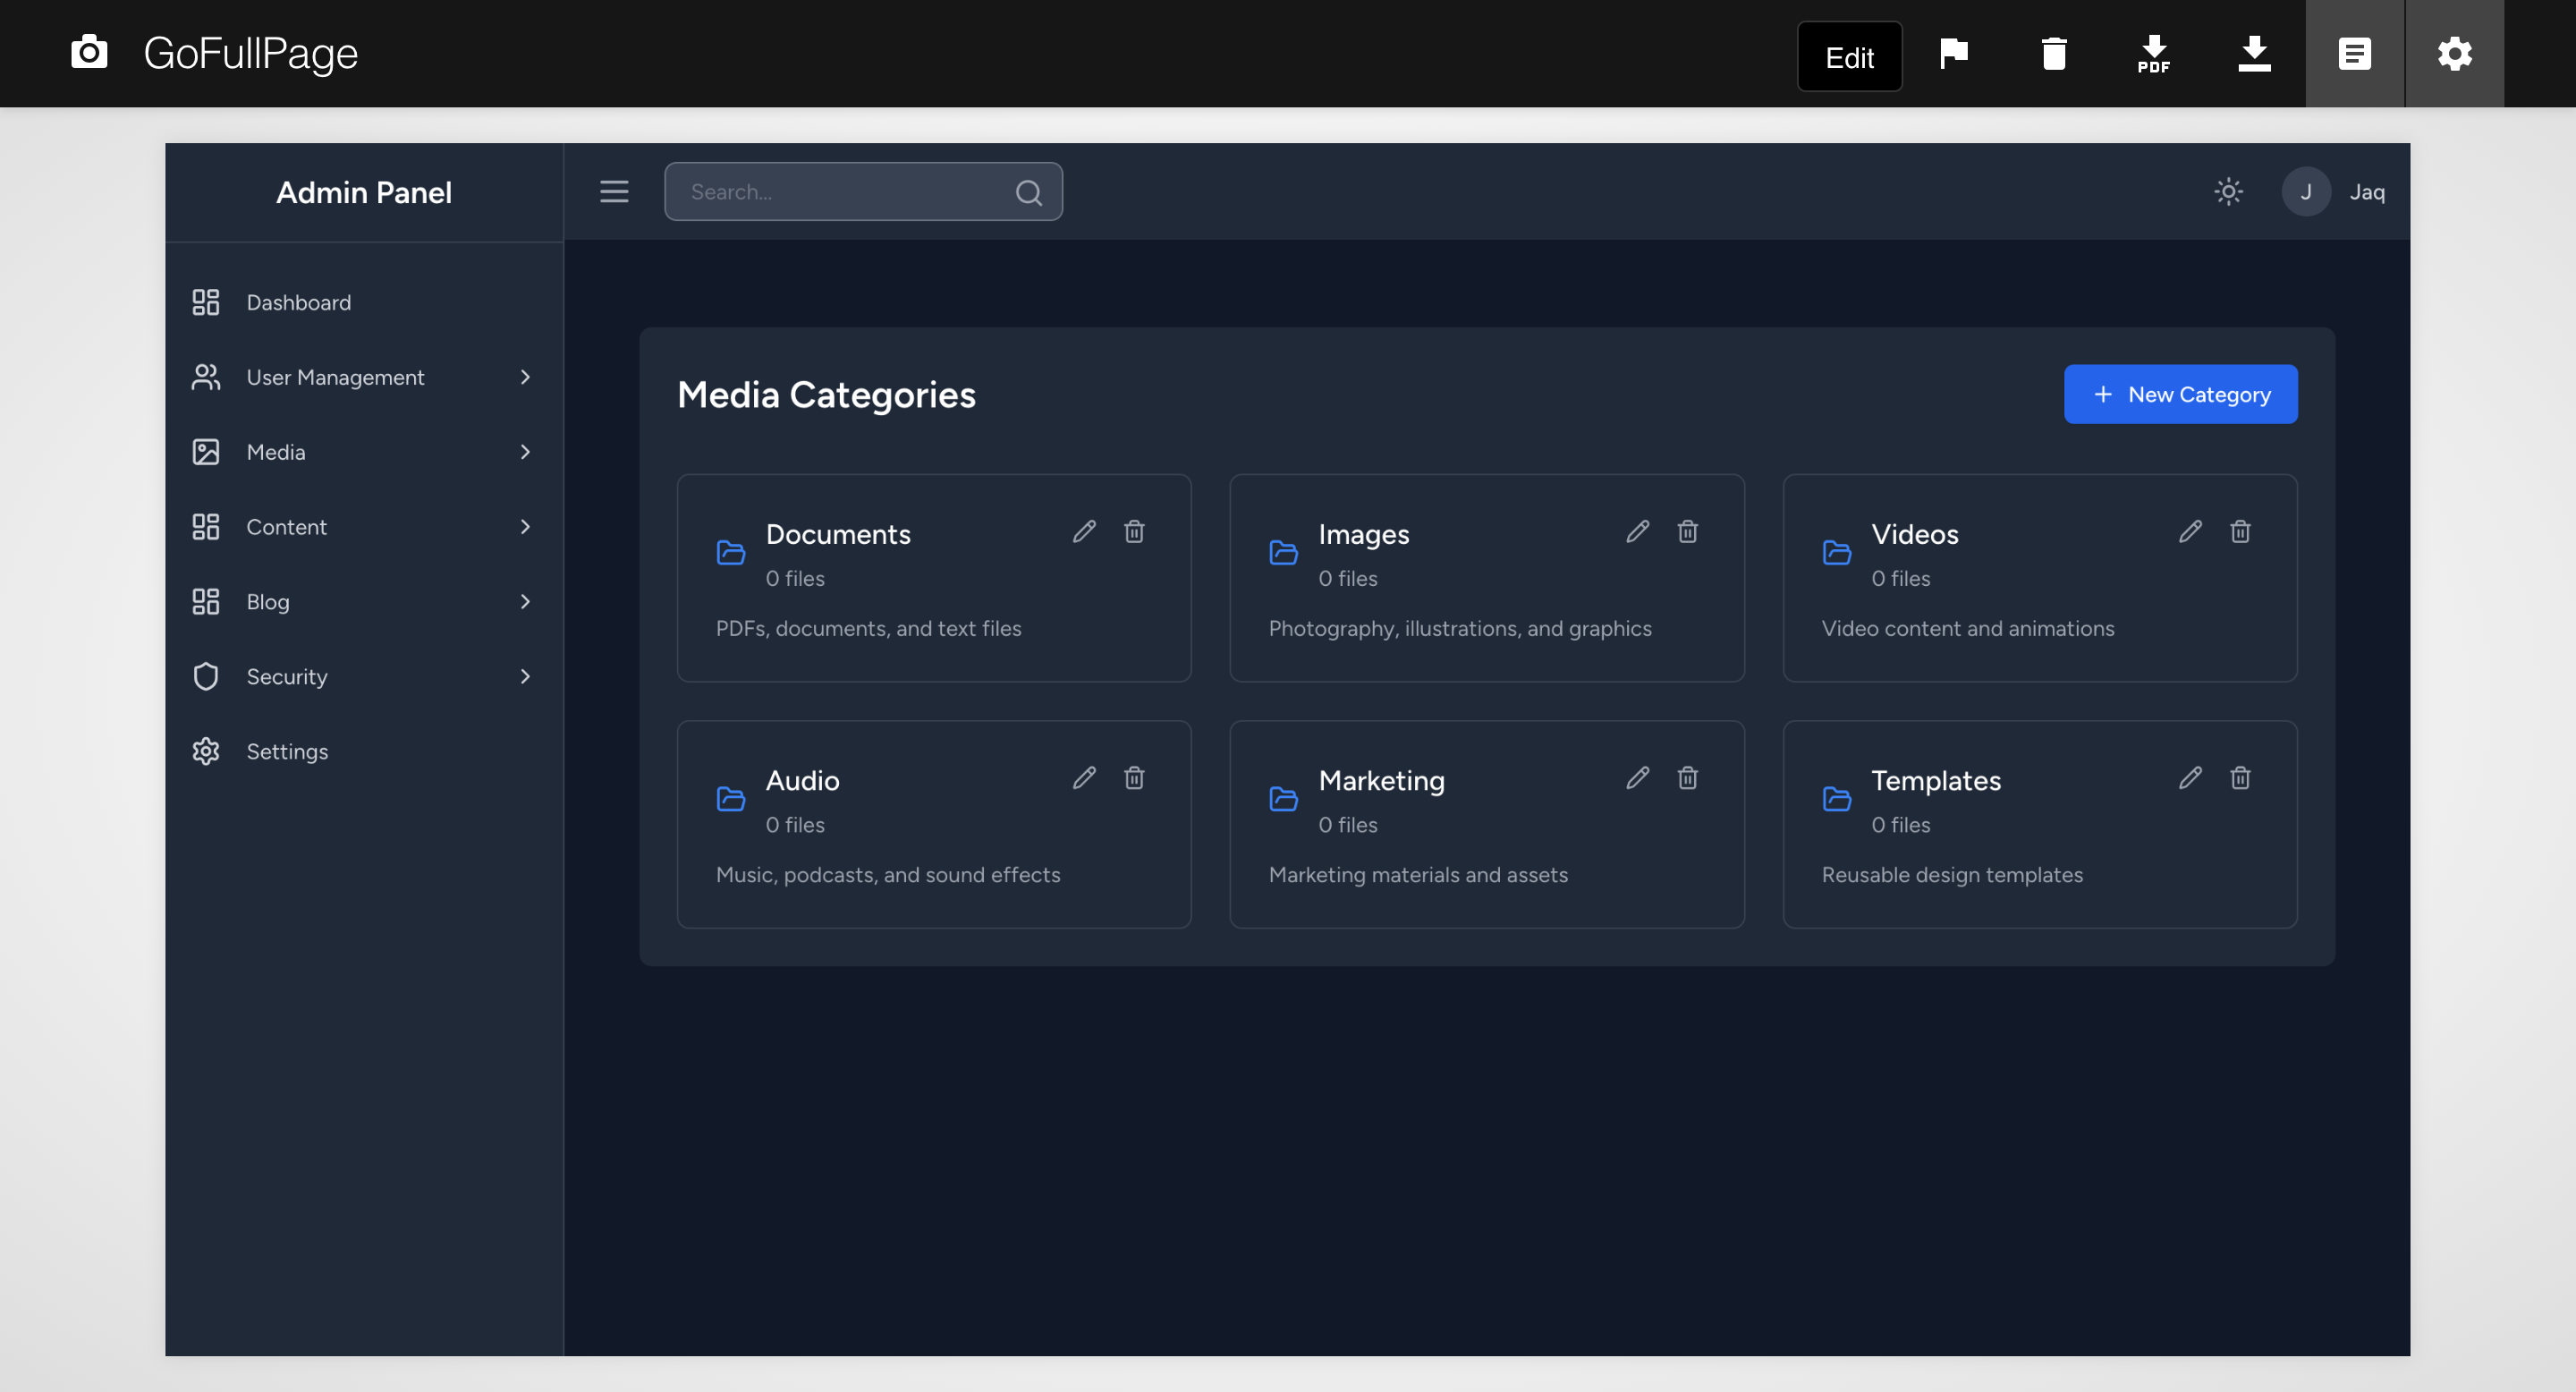 GoFullPage
Edit
PDF
Admin Panel
Search...
J
Jaq
Dashboard
User Management
Media
Content
Blog
Security
Settings
Media Categories
+ New Category
Documents
0 files
PDFs, documents, and text files
Images
0 files
Photography, illustrations, and graphics
Videos
0 files
Video content and animations
Audio
0 files
Music, podcasts, and sound effects
Marketing
0 files
Marketing materials and assets
Templates
0 files
Reusable design templates